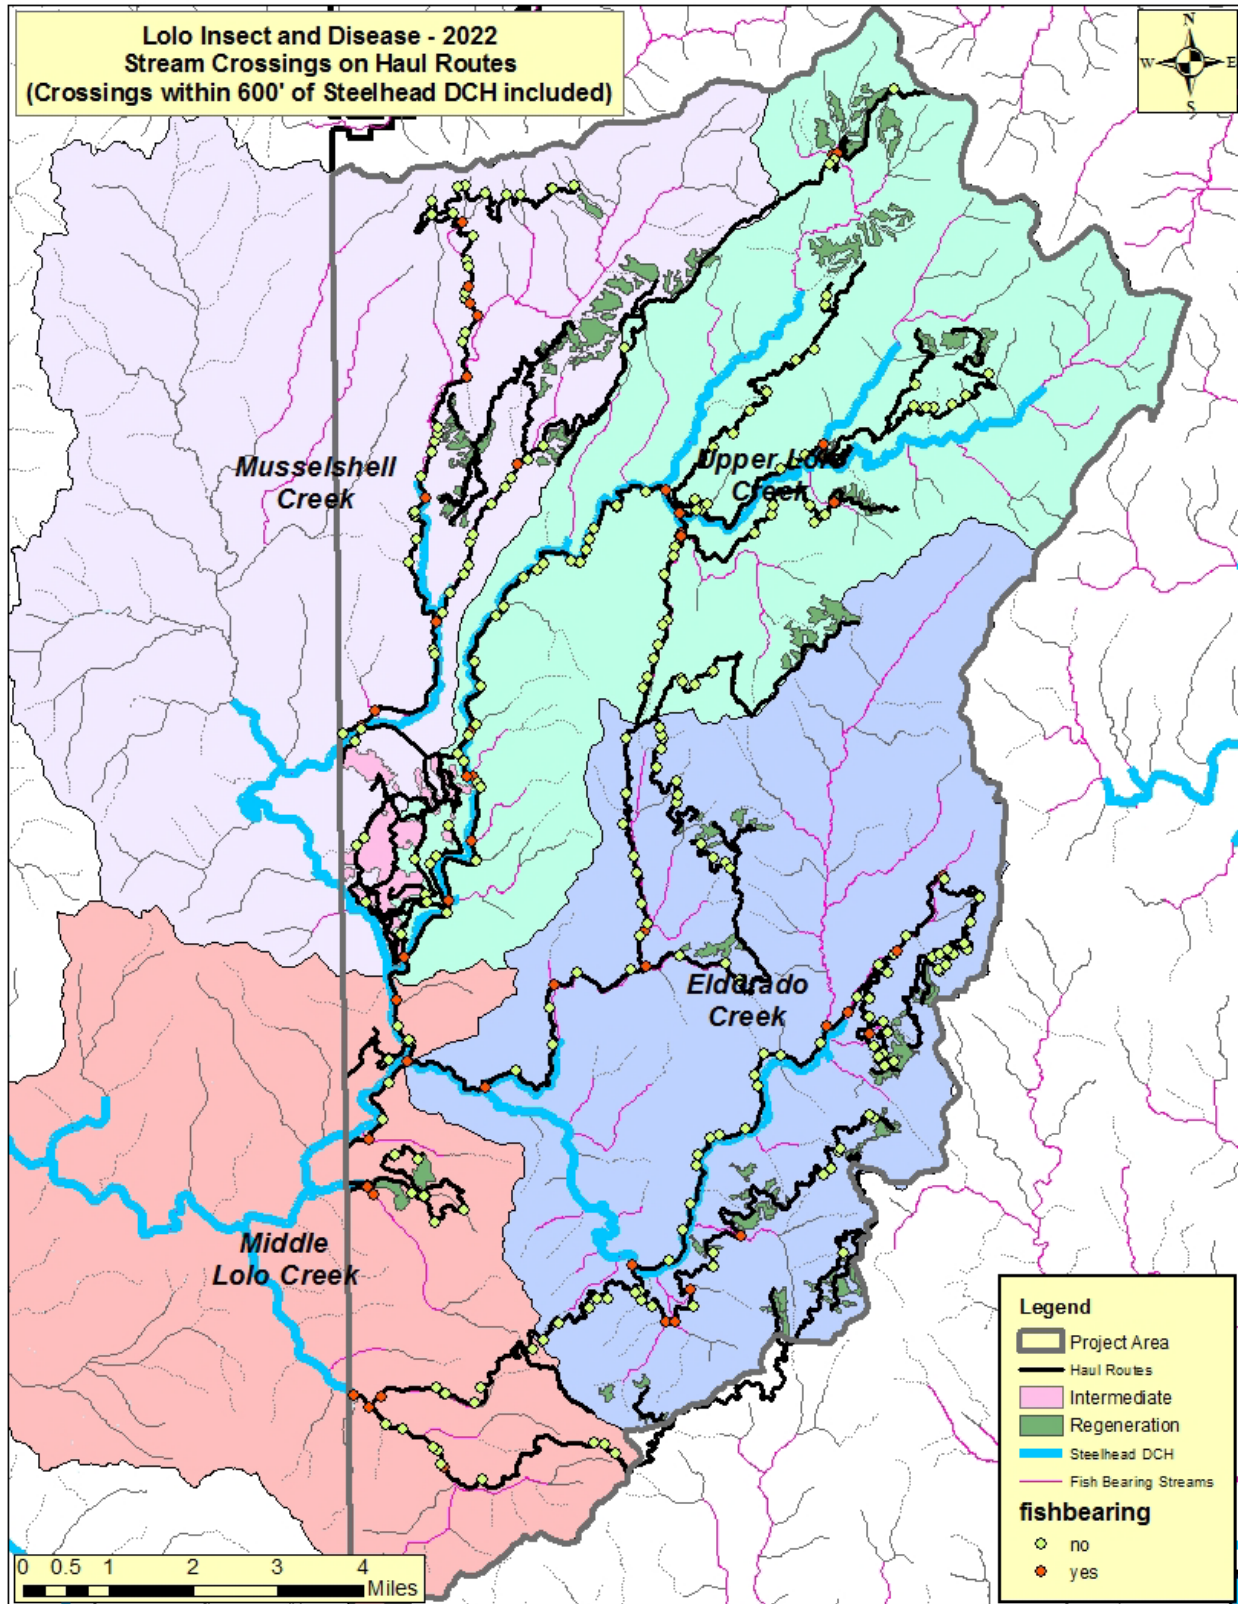 Lolo Insect and Disease - 2022
Stream Crossings on Haul Routes
(Crossings within 600' of Steelhead DCH included)
N
W
E
S
Musselshell
Creek
Upper Lolo
Creek
Eldorado
Creek
Middle
Lolo Creek
Legend
Project Area
Haul Routes
Intermediate
Regeneration
Steelhead DCH
Fish Bearing Streams
fishbearing
no
yes
0 0.5 1 2 3 4
Miles